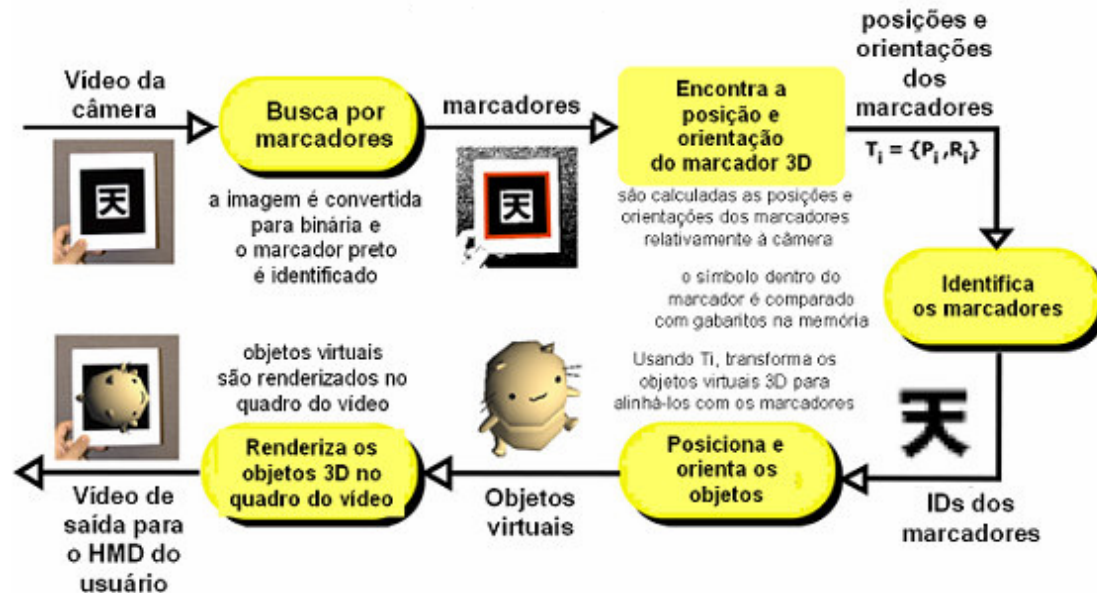 Vídeo da
câmera
Busca por
marcadores
a imagem é convertida
para binária e
o marcador preto
é identificado
marcadores
天
天
Encontra a
posição e
orientação
do marcador 3D
são calculadas as posições e
orientações dos marcadores
relativamente à câmera
posições e
orientações
dos
marcadores
Ti = {Pi ,Ri}
Identifica
os marcadores
o símbolo dentro do
marcador é comparado
com gabaritos na memória
天
IDs dos
marcadores
Usando Ti, transforma os
objetos virtuais 3D para
alinhá-los com os marcadores
Posiciona e
orienta os
objetos
Objetos
virtuais
objetos virtuais
são renderizados no
quadro do vídeo
Renderiza os
objetos 3D no
quadro do vídeo
Vídeo de
saída para
o HMD do
usuário